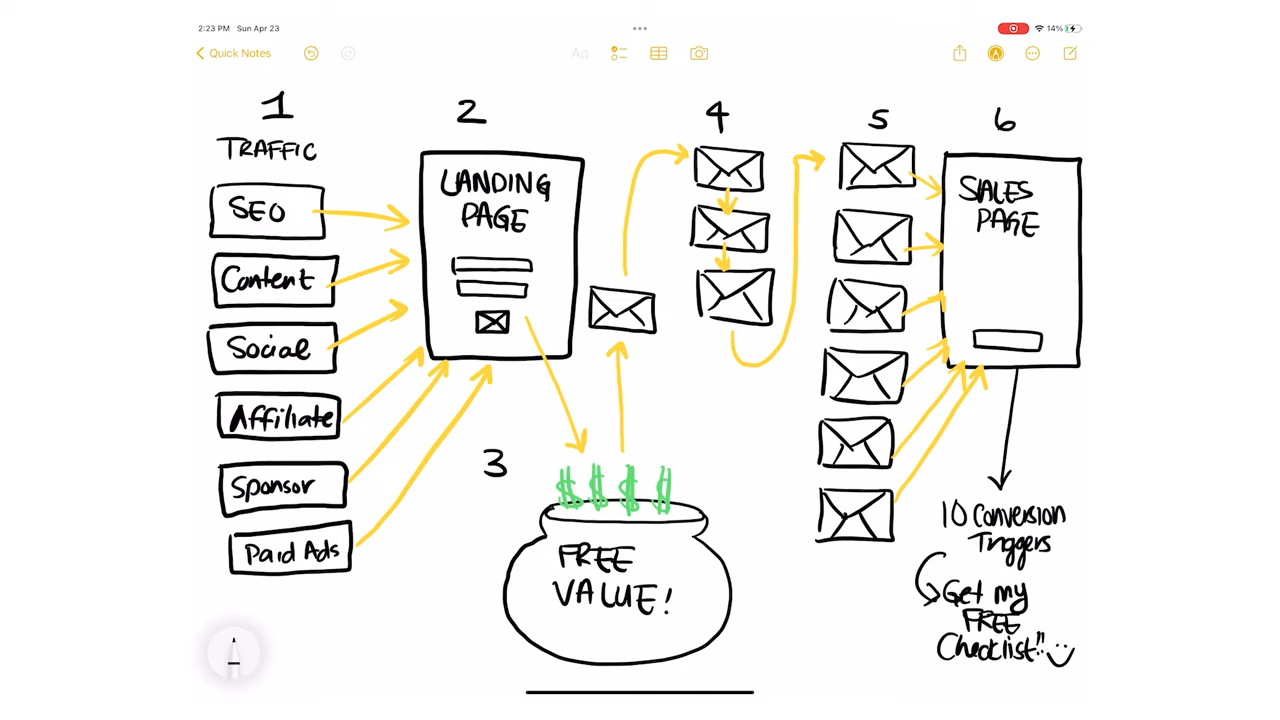 2:23 PM Sun Apr 23
14%
Quick Notes
Aa
1
TRAFFIC
SEO
Content
Social
Affiliate
Sponsor
Paid Ads
2
LANDING
PAGE
3
$ $ $ $
FREE
VALUE!
4
5
6
SALES
PAGE
10 Conversion
Triggers
Get my
FREE
Checklist!!